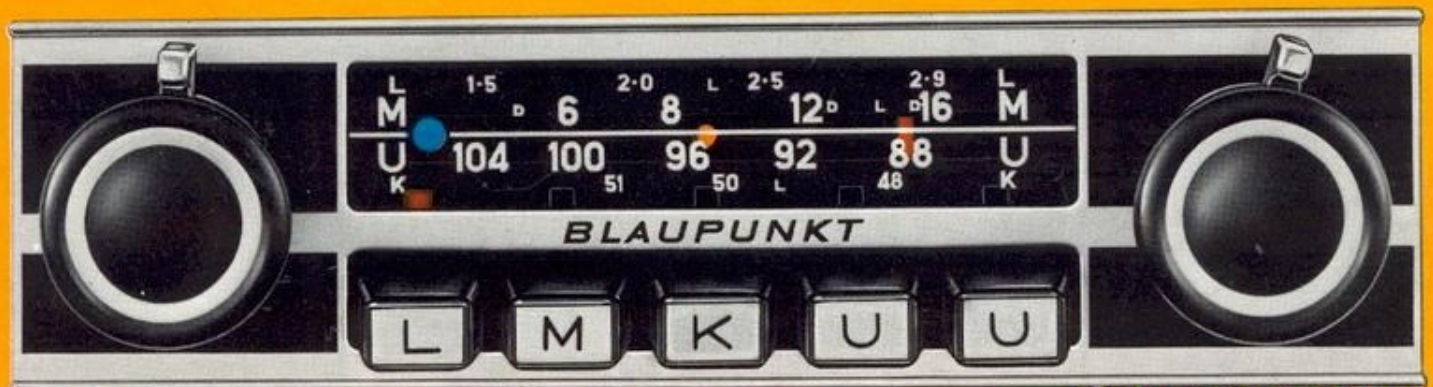 L 1·5 2·0 L 2·5 2·9 L
M D 6 8 12 D L D 16 M
U 104 100 96 92 88 U
K 51 50 L 48 K
BLAUPUNKT
L M K U U